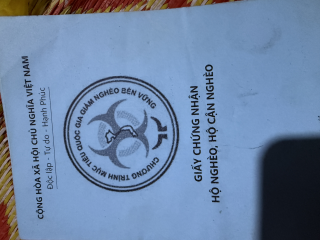 CỘNG HÒA XÃ HỘI CHỦ NGHĨA VIỆT NAM
Độc lập - Tự do - Hạnh Phúc
CHƯƠNG TRÌNH MỤC TIÊU QUỐC GIA GIẢM NGHÈO BỀN VỮNG
GIẤY CHỨNG NHẬN
HỘ NGHÈO, HỘ CẬN NGHÈO